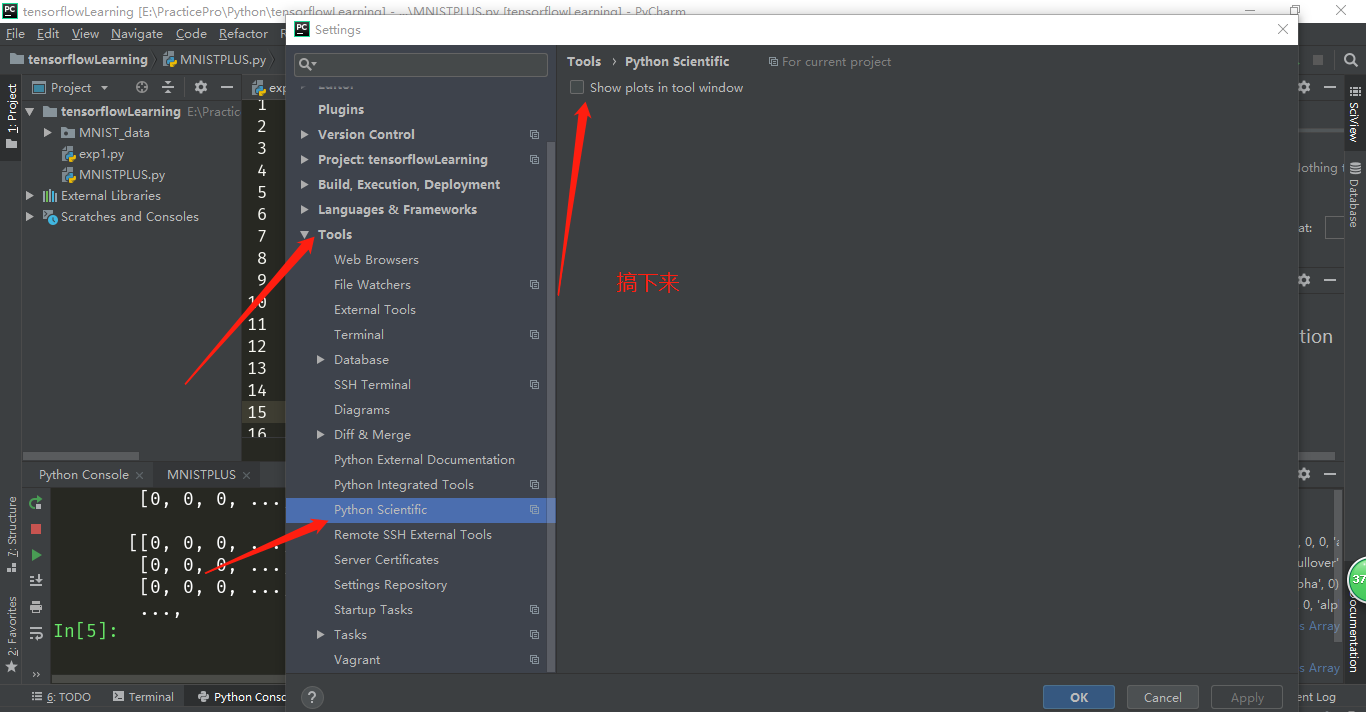 tensorflowLearning [E:\PracticePro\Python\tensorflowLearning] - ...\MNISTPLUS.py [tensorflowLearning] - PyCharm
File Edit View Navigate Code Refactor
tensorflowLearning MNISTPLUS.py
Settings
1: Project
Project
exp
tensorflowLearning E:\Practice
MNIST_data
exp1.py
MNISTPLUS.py
External Libraries
Scratches and Consoles
1
2
3
4
5
6
7
8
9
10
11
12
13
14
15
16
Plugins
Version Control
Project: tensorflowLearning
Build, Execution, Deployment
Languages & Frameworks
Tools
Web Browsers
File Watchers
External Tools
Terminal
Database
SSH Terminal
Diagrams
Diff & Merge
Python External Documentation
Python Integrated Tools
Python Scientific
Remote SSH External Tools
Server Certificates
Settings Repository
Startup Tasks
Tasks
Vagrant
Tools › Python Scientific For current project
Show plots in tool window
搞下来
SciView
Database
Documentation
Nothing t
at:
tion
0, 0, 'a
ullover'
pha', 0)
0, 'alp
s Array
s Array
37
Python Console MNISTPLUS
[0, 0, 0, ...
[[0, 0, 0, ...
[0, 0, 0, ...
[0, 0, 0, ...
...,
In[5]:
7: Structure
2: Favorites
6: TODO Terminal Python Conso
ent Log
?
OK Cancel Apply